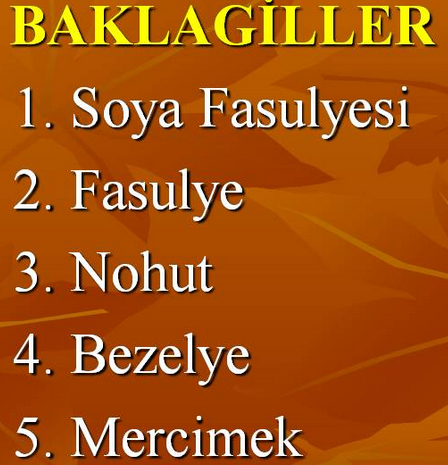 BAKLAGİLLER
1. Soya Fasulyesi
2. Fasulye
3. Nohut
4. Bezelye
5. Mercimek